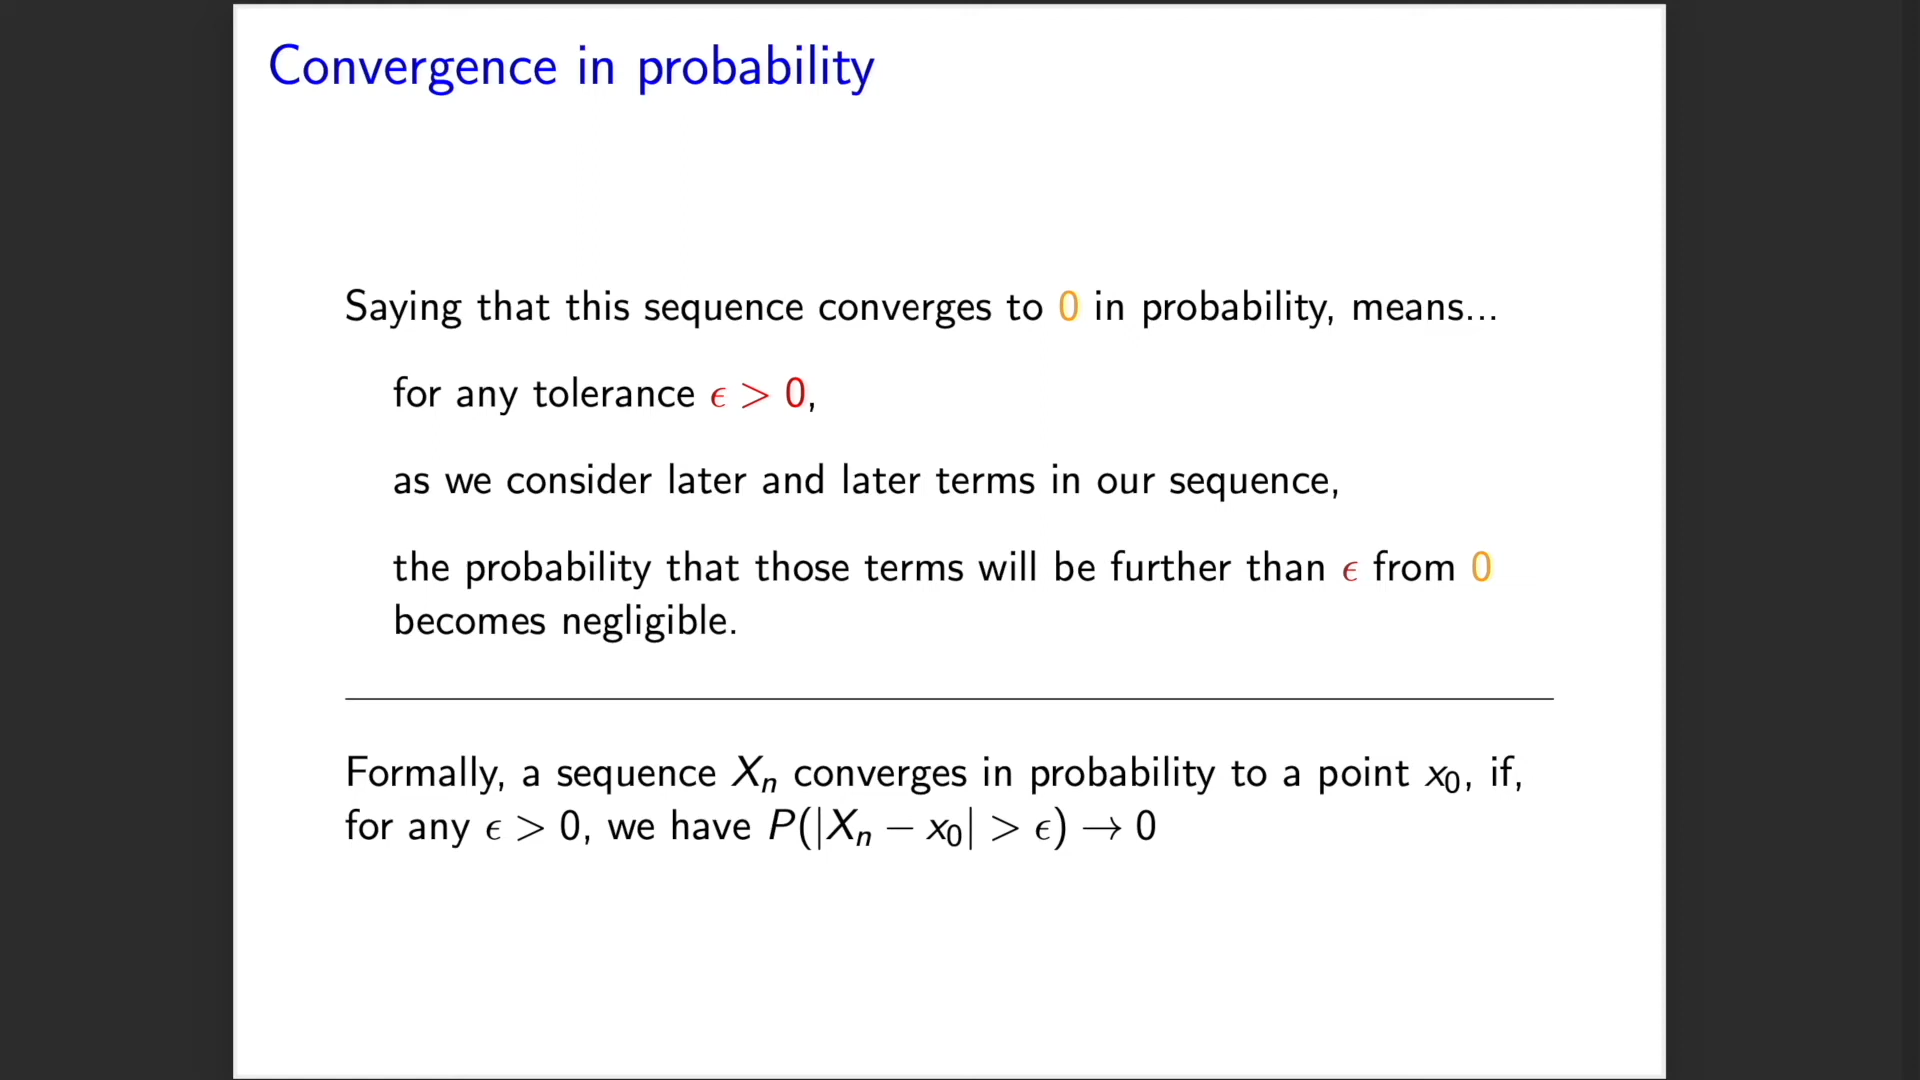 Convergence in probability
Saying that this sequence converges to 0 in probability, means...
for any tolerance ϵ > 0,
as we consider later and later terms in our sequence,
the probability that those terms will be further than ϵ from 0
becomes negligible.
Formally, a sequence Xₙ converges in probability to a point x₀, if,
for any ϵ > 0, we have P(|Xₙ − x₀| > ϵ) → 0